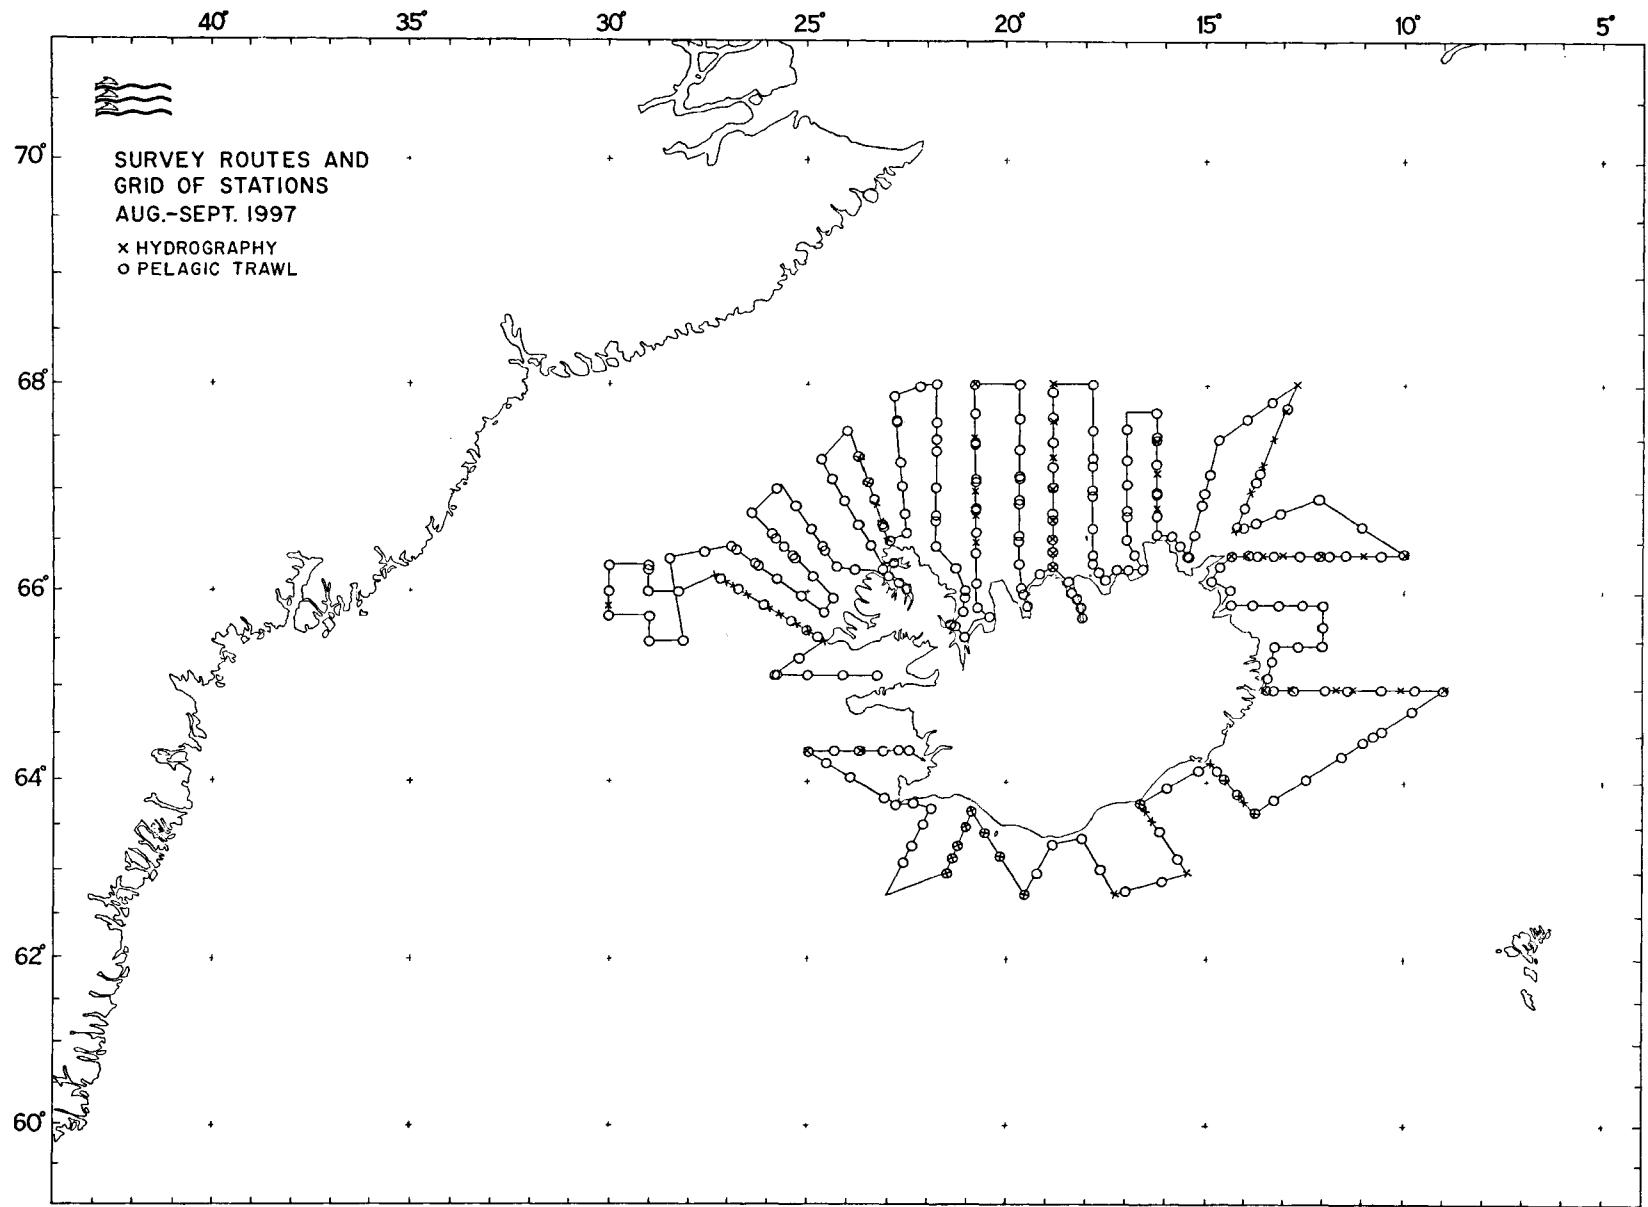 40° 35° 30° 25° 20° 15° 10° 5°
SURVEY ROUTES AND
GRID OF STATIONS
AUG.-SEPT. 1997
x HYDROGRAPHY
o PELAGIC TRAWL
70°
68°
66°
64°
62°
60°